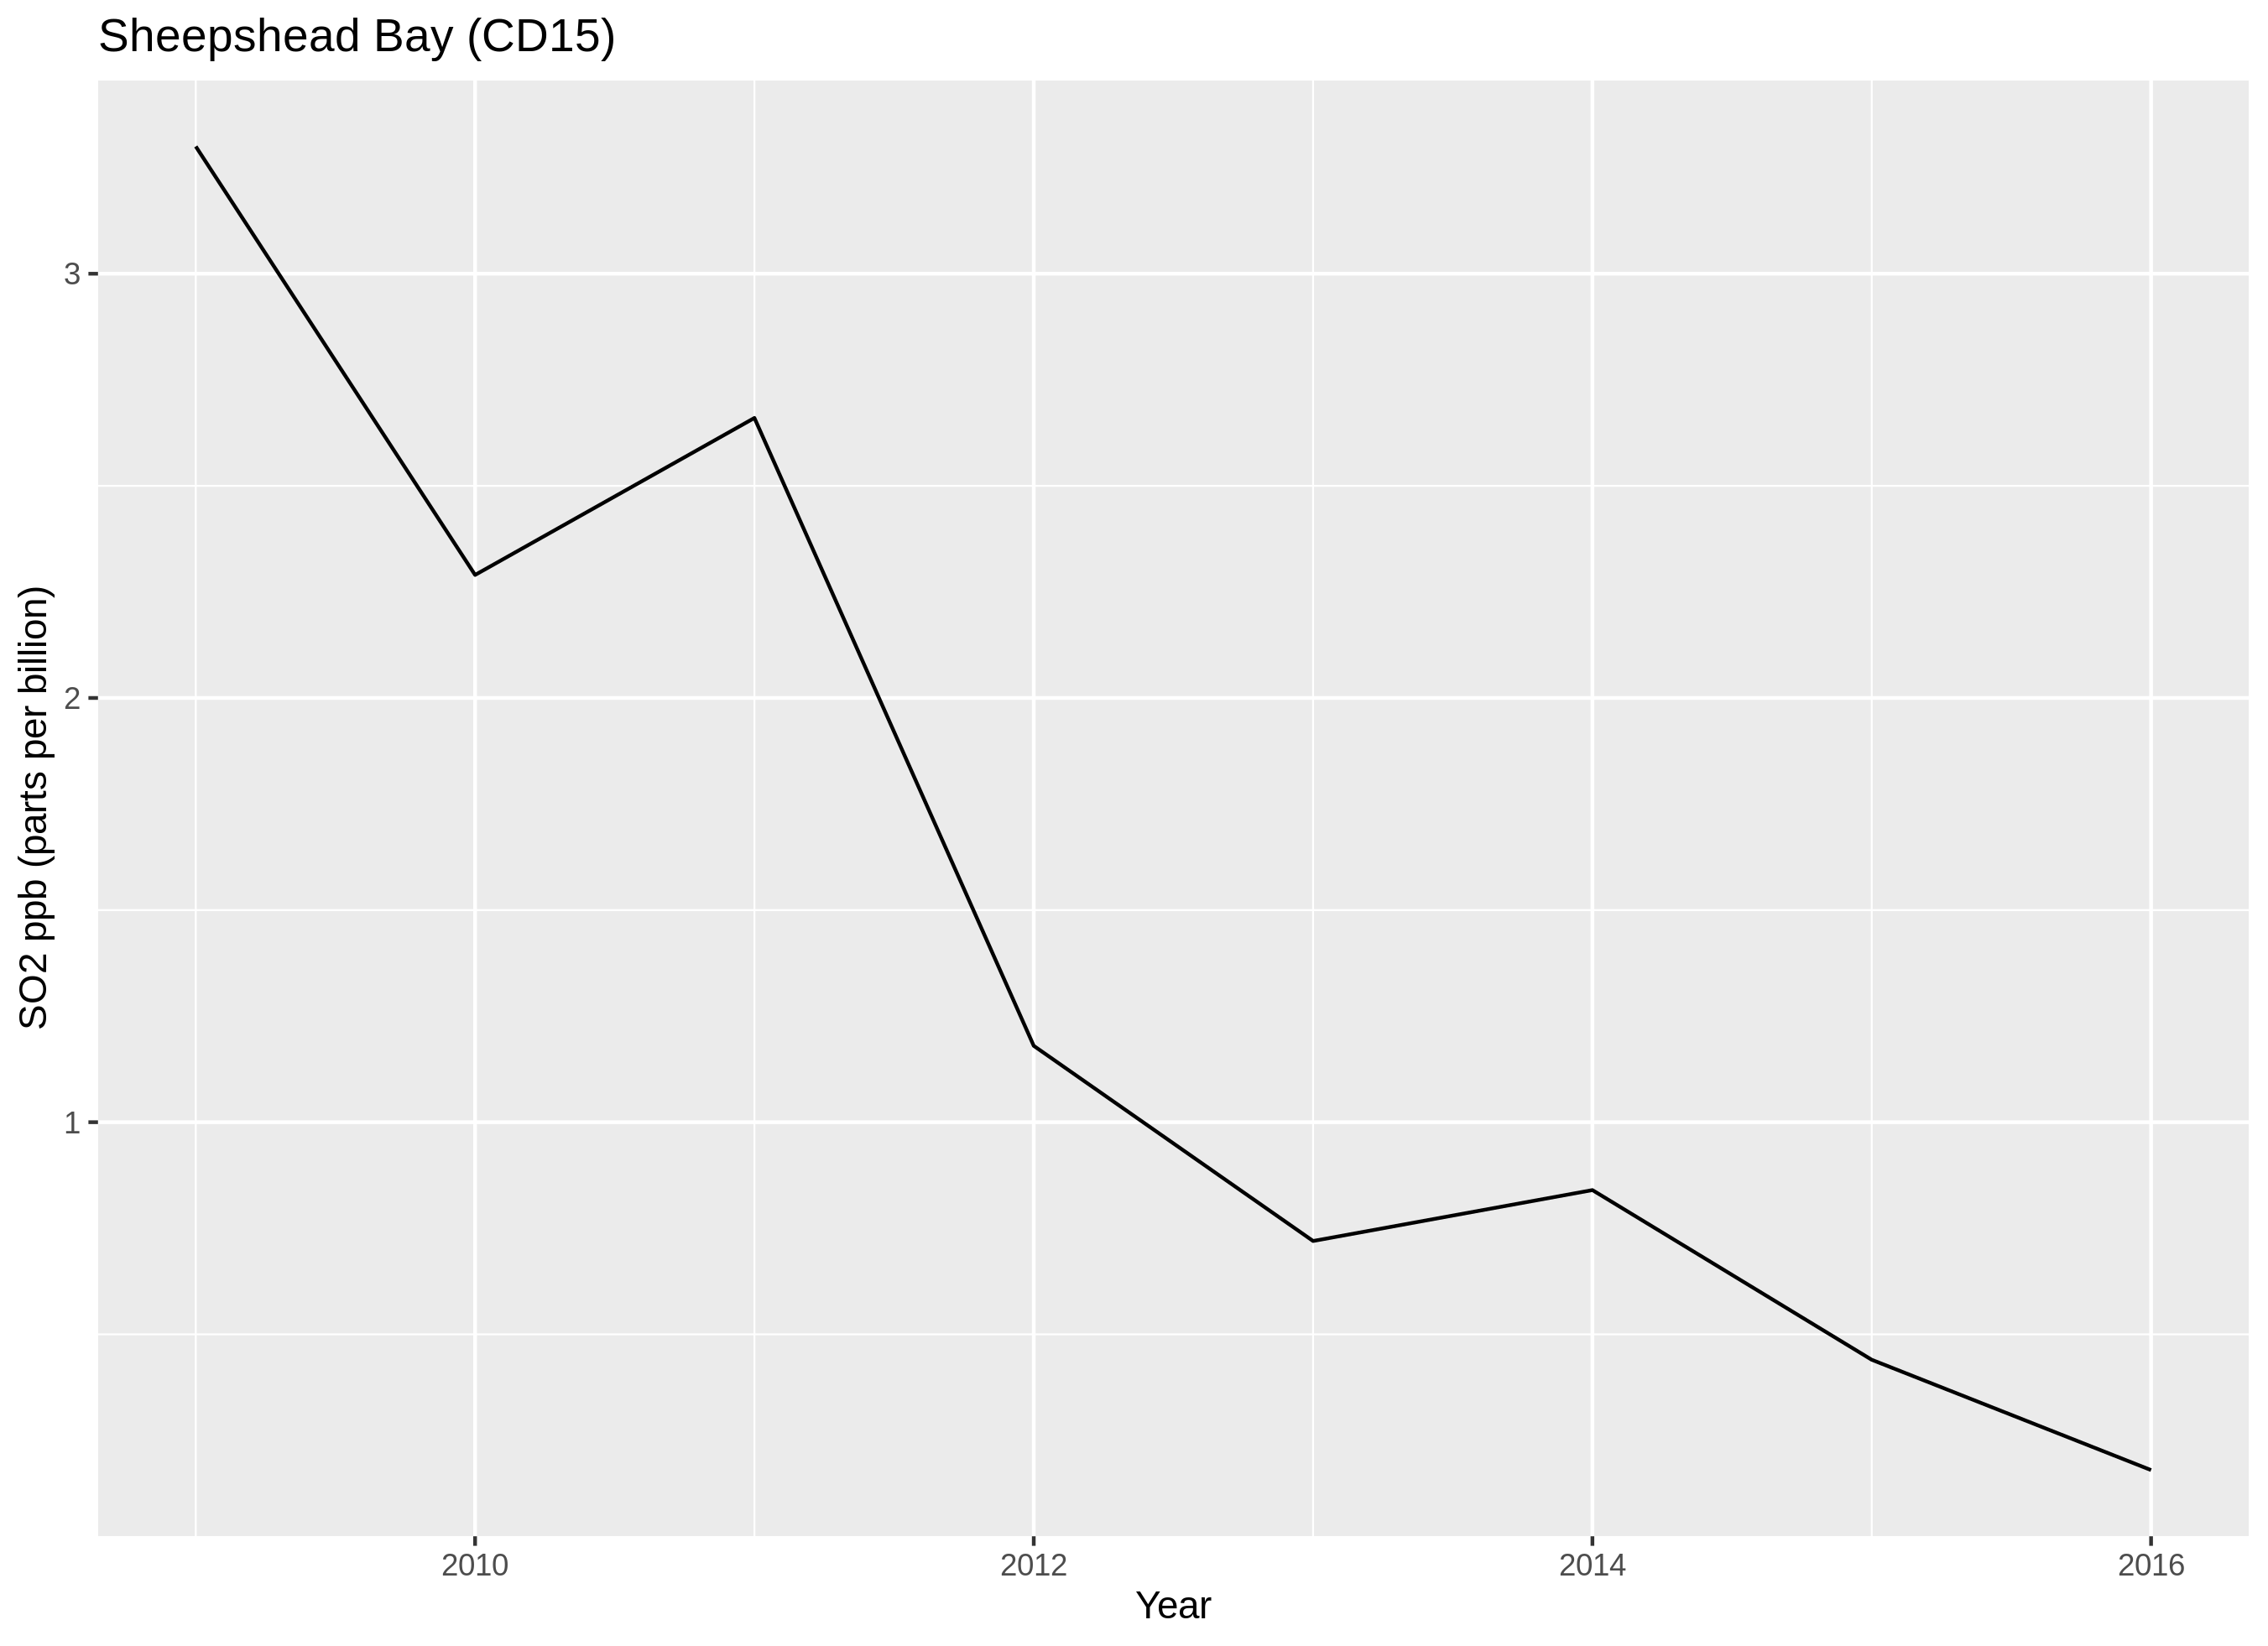 Sheepshead Bay (CD15)
SO2 ppb (parts per billion)
3
2
1
2010 2012 2014 2016
Year